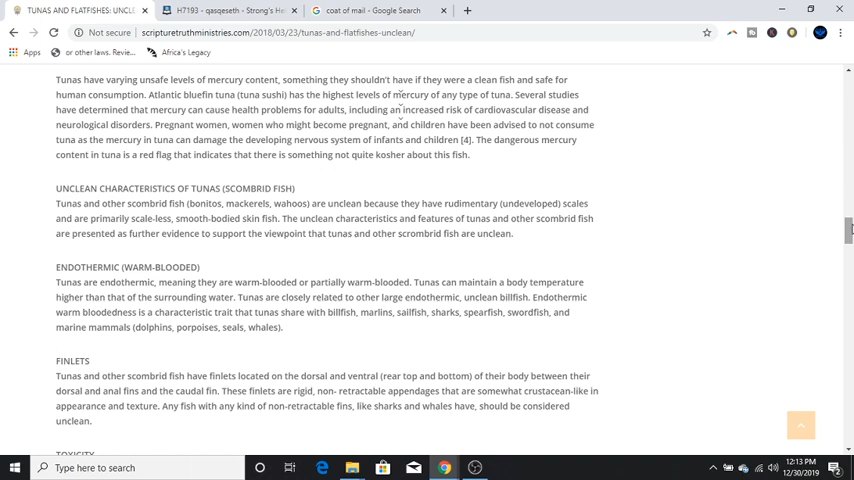 TUNAS AND FLATFISHES: UNCLE
H7193 - qasqeseth - Strong's He
coat of mail - Google Search
Not secure
scripturetruthministries.com/2018/03/23/tunas-and-flatfishes-unclean/
Apps
or other laws. Revie...
Africa's Legacy
Tunas have varying unsafe levels of mercury content, something they shouldn't have if they were a clean fish and safe for
human consumption. Atlantic bluefin tuna (tuna sushi) has the highest levels of mercury of any type of tuna. Several studies
have determined that mercury can cause health problems for adults, including an increased risk of cardiovascular disease and
neurological disorders. Pregnant women, women who might become pregnant, and children have been advised to not consume
tuna as the mercury in tuna can damage the developing nervous system of infants and children [4]. The dangerous mercury
content in tuna is a red flag that indicates that there is something not quite kosher about this fish.
UNCLEAN CHARACTERISTICS OF TUNAS (SCOMBRID FISH)
Tunas and other scombrid fish (bonitos, mackerels, wahoos) are unclean because they have rudimentary (undeveloped) scales
and are primarily scale-less, smooth-bodied skin fish. The unclean characteristics and features of tunas and other scombrid fish
are presented as further evidence to support the viewpoint that tunas and other scrombrid fish are unclean.
ENDOTHERMIC (WARM-BLOODED)
Tunas are endothermic, meaning they are warm-blooded or partially warm-blooded. Tunas can maintain a body temperature
higher than that of the surrounding water. Tunas are closely related to other large endothermic, unclean billfish. Endothermic
warm bloodedness is a characteristic trait that tunas share with billfish, marlins, sailfish, sharks, spearfish, swordfish, and
marine mammals (dolphins, porpoises, seals, whales).
FINLETS
Tunas and other scombrid fish have finlets located on the dorsal and ventral (rear top and bottom) of their body between their
dorsal and anal fins and the caudal fin. These finlets are rigid, non- retractable appendages that are somewhat crustacean-like in
appearance and texture. Any fish with any kind of non-retractable fins, like sharks and whales have, should be considered
unclean.
TOXICITY
Type here to search
12:13 PM
12/30/2019
2